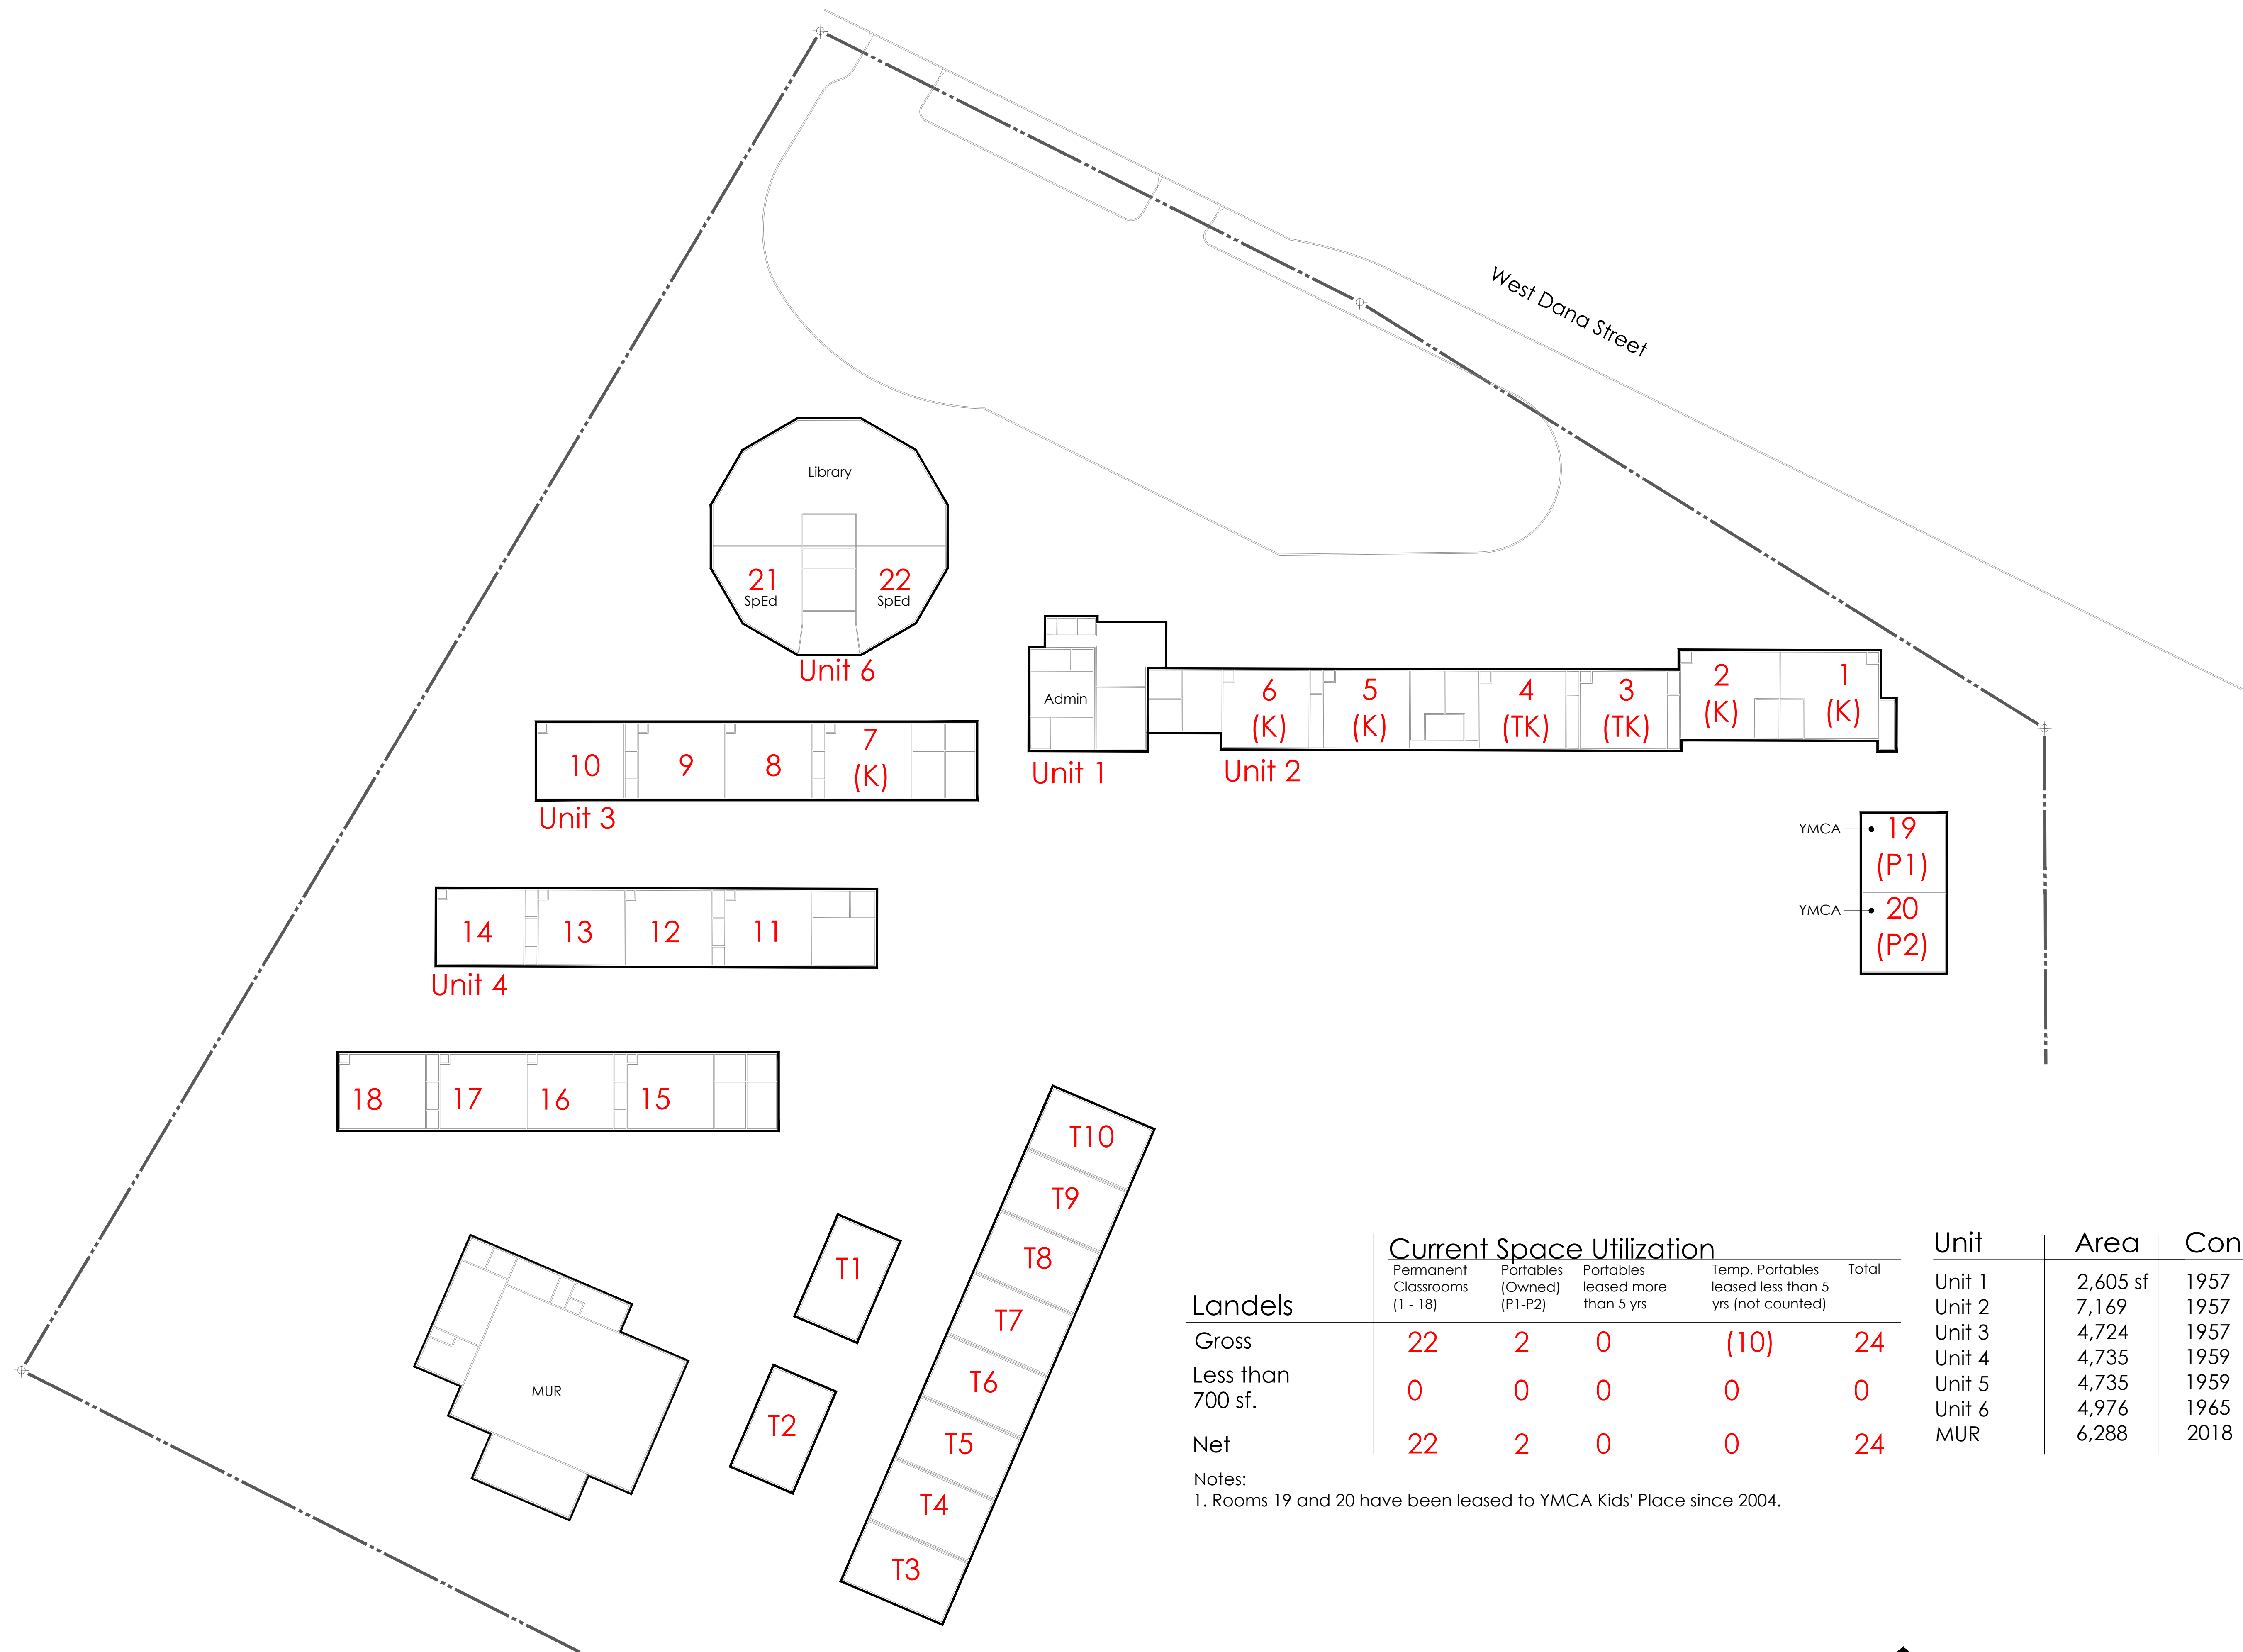 West Dana Street
Library
21
SpEd
22
SpEd
Unit 6
Admin
6
(K)
5
(K)
4
(TK)
3
(TK)
2
(K)
1
(K)
Unit 1
Unit 2
10
9
8
7
(K)
Unit 3
YMCA
19
(P1)
YMCA
20
(P2)
14
13
12
11
Unit 4
18
17
16
15
T10
T9
T8
T7
T6
T5
T4
T3
T1
T2
MUR
Current Space Utilization
Landels
Permanent
Classrooms
(1 - 18)
Portables
(Owned)
(P1-P2)
Portables
leased more
than 5 yrs
Temp. Portables
leased less than 5
yrs (not counted)
Total
Gross 22 2 0 (10) 24
Less than
700 sf. 0 0 0 0 0
Net 22 2 0 0 24
Notes:
1. Rooms 19 and 20 have been leased to YMCA Kids' Place since 2004.
Unit Area Con
Unit 1 2,605 sf 1957
Unit 2 7,169 1957
Unit 3 4,724 1957
Unit 4 4,735 1959
Unit 5 4,735 1959
Unit 6 4,976 1965
MUR 6,288 2018